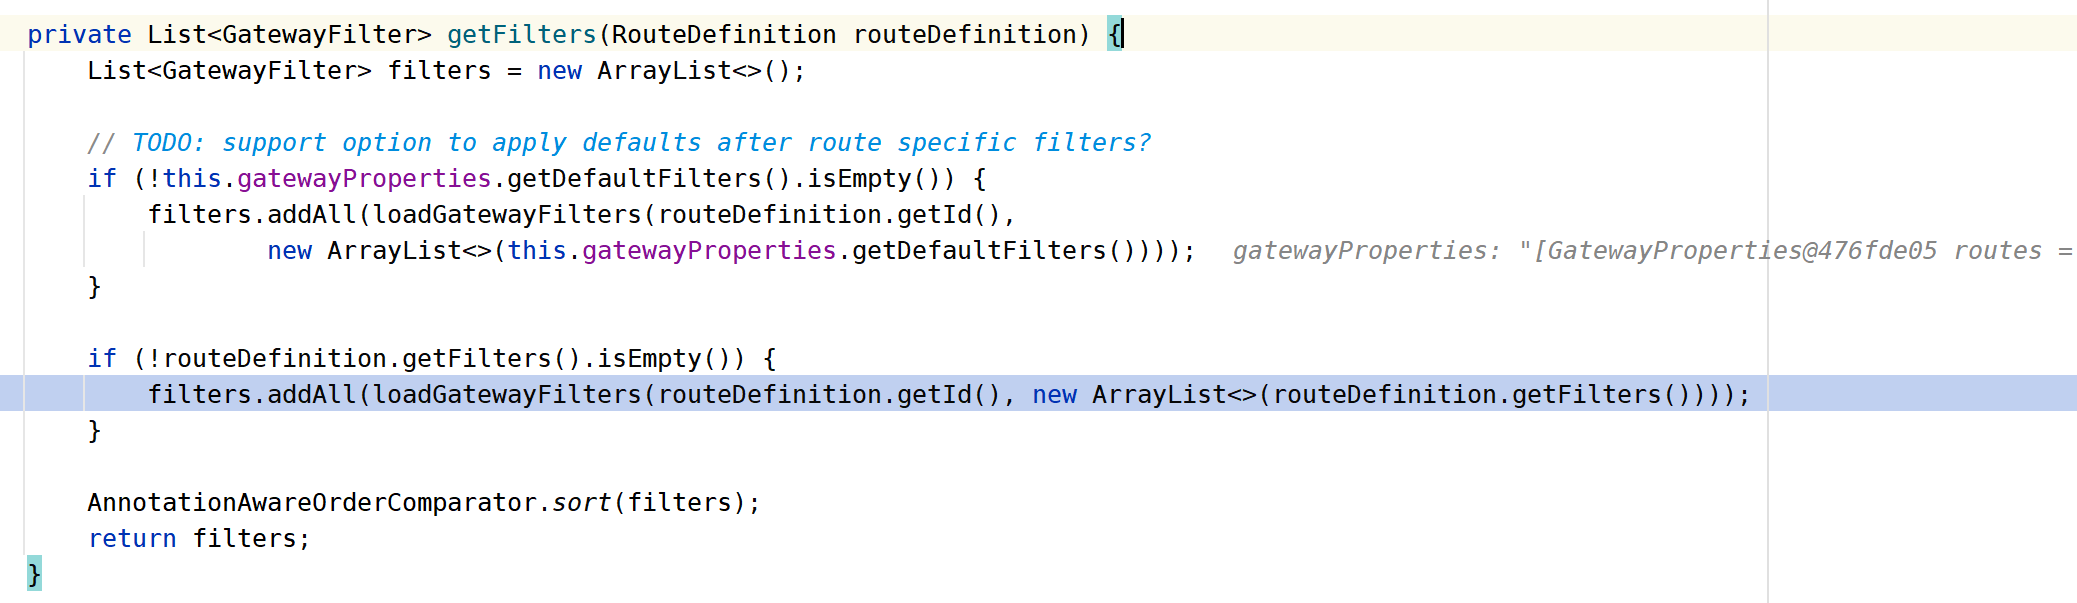 private List<GatewayFilter> getFilters(RouteDefinition routeDefinition) {
    List<GatewayFilter> filters = new ArrayList<>();
    // TODO: support option to apply defaults after route specific filters?
    if (!this.gatewayProperties.getDefaultFilters().isEmpty()) {
        filters.addAll(loadGatewayFilters(routeDefinition.getId(),
                new ArrayList<>(this.gatewayProperties.getDefaultFilters())));  gatewayProperties: "[GatewayProperties@476fde05 routes =
    }
    if (!routeDefinition.getFilters().isEmpty()) {
        filters.addAll(loadGatewayFilters(routeDefinition.getId(), new ArrayList<>(routeDefinition.getFilters())));
    }
    AnnotationAwareOrderComparator.sort(filters);
    return filters;
}